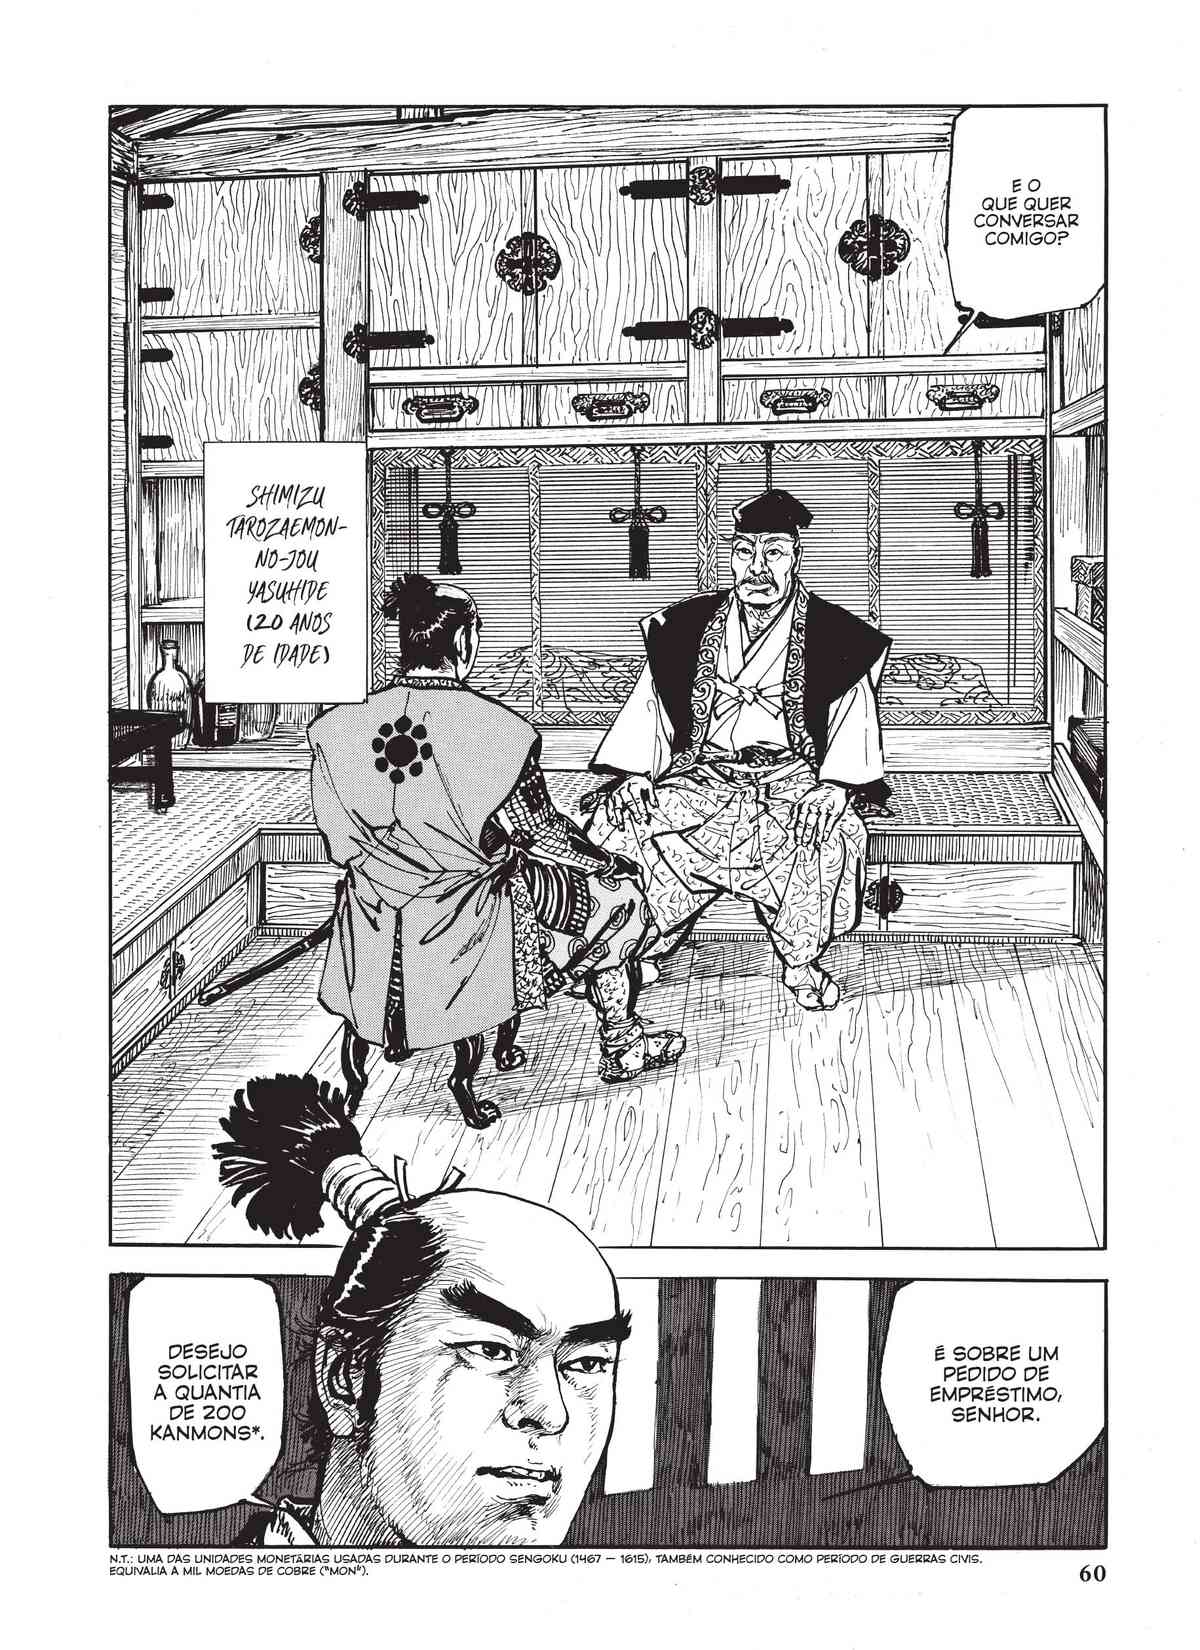 E O
QUE QUER
CONVERSAR
COMIGO?
SHIMIZU
TAROZAEMON-
NO-JOU
YASUHIDE
(20 ANOS
DE IDADE)
É SOBRE UM
PEDIDO DE
EMPRÉSTIMO,
SENHOR.
DESEJO
SOLICITAR
A QUANTIA
DE 200
KANMONS*.
N.T.: UMA DAS UNIDADES MONETÁRIAS USADAS DURANTE O PERÍODO SENGOKU (1467 – 1615), TAMBÉM CONHECIDO COMO PERÍODO DE GUERRAS CIVIS.
EQUIVALIA A MIL MOEDAS DE COBRE ("MON").
60